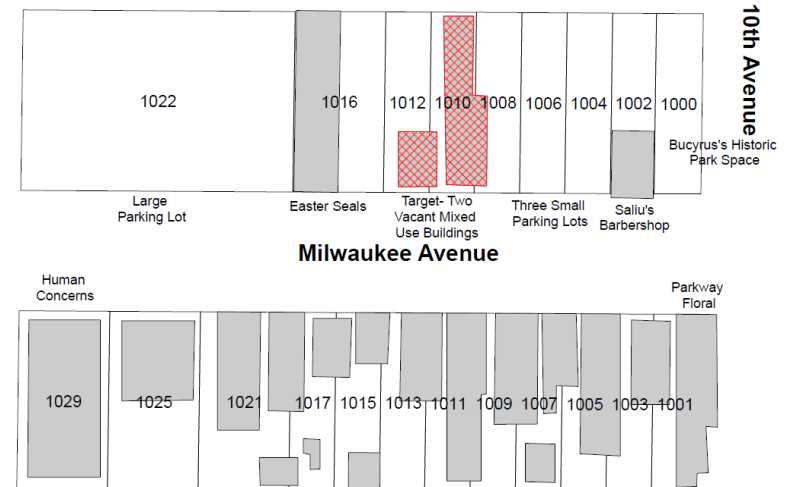 10th Avenue
1022
1016
1012
1010
1008
1006
1004
1002
1000
Bucyrus's Historic
Park Space
Large
Parking Lot
Easter Seals
Target- Two
Vacant Mixed
Use Buildings
Three Small
Parking Lots
Saliu's
Barbershop
Milwaukee Avenue
Human
Concerns
Parkway
Floral
1029
1025
1021
1017
1015
1013
1011
1009
1007
1005
1003
1001